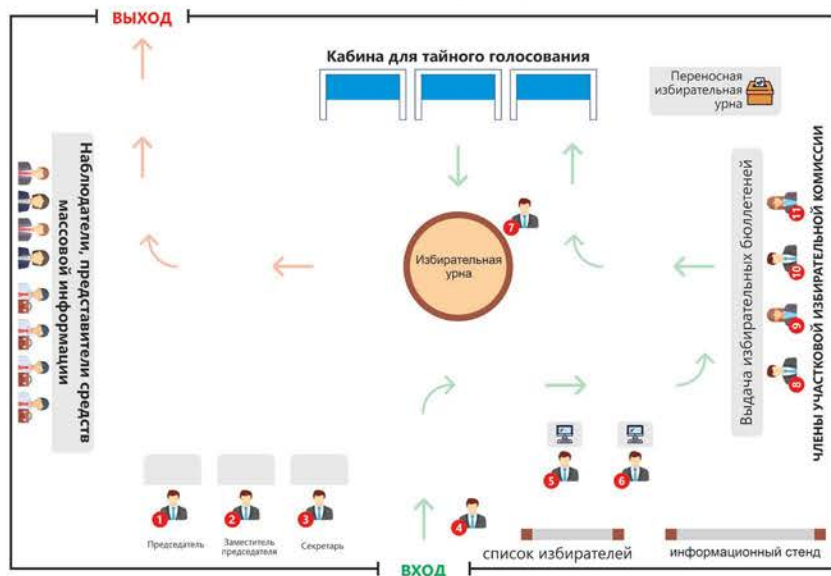 ВЫХОД
Кабина для тайного голосования
Переносная
избирательная
урна
Наблюдатели, представители средств
массовой информации
Избирательная
урна
7
Выдача избирательных бюллетеней
11
10
9
8
ЧЛЕНЫ УЧАСТКОВОЙ ИЗБИРАТЕЛЬНОЙ КОМИССИИ
1
Председатель
2
Заместитель
председателя
3
Секретарь
4
5
6
список избирателей
информационный стенд
ВХОД